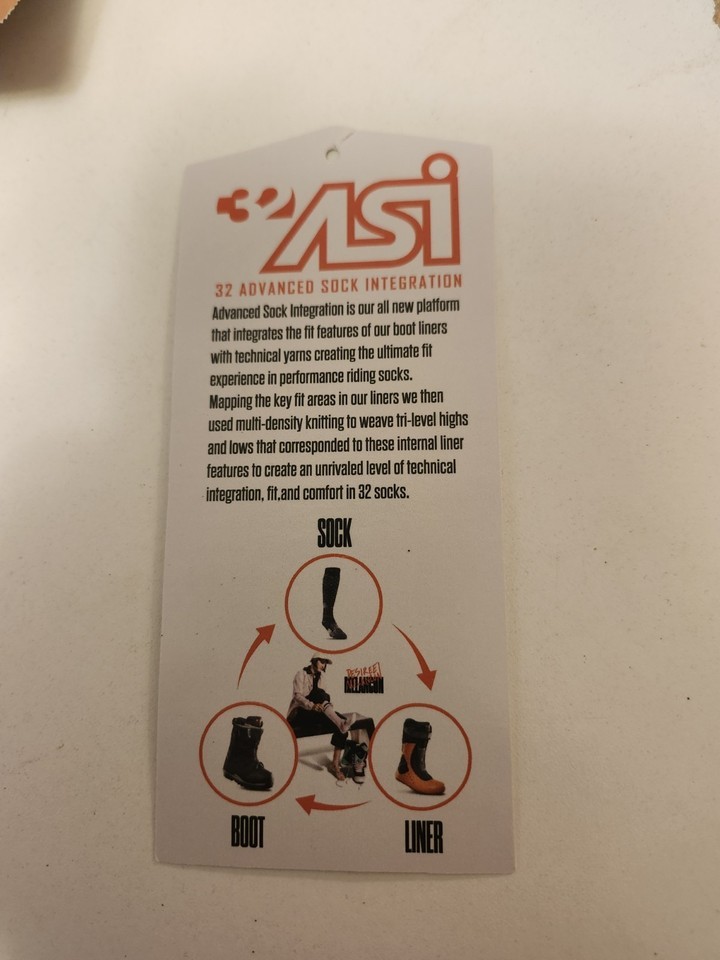 32 ASi
32 ADVANCED SOCK INTEGRATION
Advanced Sock Integration is our all new platform
that integrates the fit features of our boot liners
with technical yarns creating the ultimate fit
experience in performance riding socks.
Mapping the key fit areas in our liners we then
used multi-density knitting to weave tri-level highs
and lows that corresponded to these internal liner
features to create an unrivaled level of technical
integration, fit,and comfort in 32 socks.
SOCK
DESIREE
MELANCON
BOOT
LINER